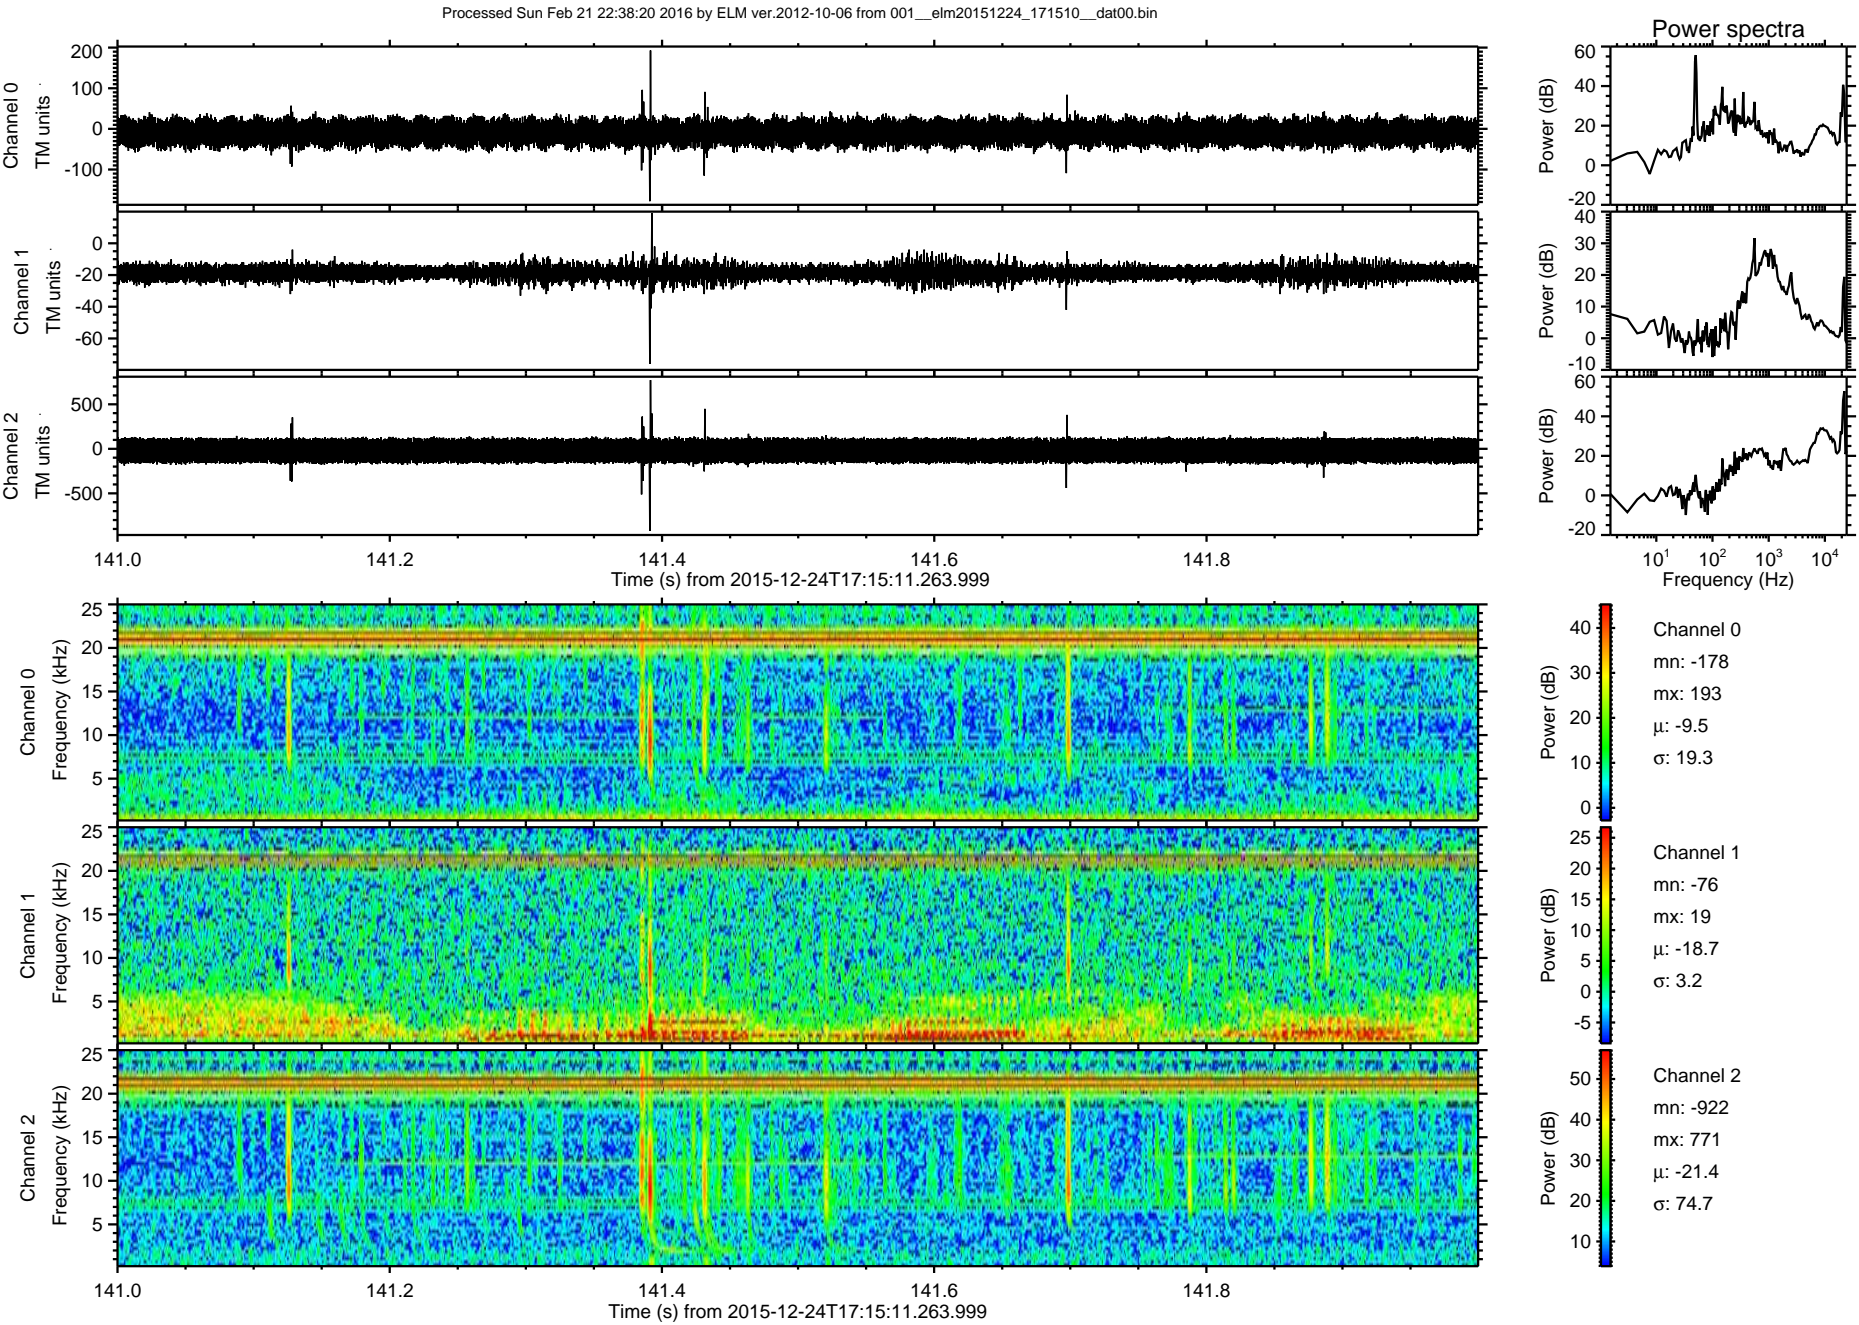 Processed Sun Feb 21 22:38:20 2016 by ELM ver.2012-10-06 from 001__elm20151224_171510__dat00.bin
Power spectra
Channel 0
TM units
200
100
0
-100
Power (dB)
60
40
20
0
-20
Channel 1
TM units
0
-20
-40
-60
Power (dB)
40
30
20
10
0
-10
Channel 2
TM units
500
0
-500
Power (dB)
60
40
20
0
-20
141.0 141.2 141.4 141.6 141.8
Time (s) from 2015-12-24T17:15:11.263.999
10¹ 10² 10³ 10⁴
Frequency (Hz)
Channel 0
Frequency (kHz)
25
20
15
10
5
Power (dB)
40
30
20
10
0
Channel 0
mn: -178
mx: 193
μ: -9.5
σ: 19.3
Channel 1
Frequency (kHz)
25
20
15
10
5
Power (dB)
25
20
15
10
5
0
-5
Channel 1
mn: -76
mx: 19
μ: -18.7
σ: 3.2
Channel 2
Frequency (kHz)
25
20
15
10
5
Power (dB)
50
40
30
20
10
Channel 2
mn: -922
mx: 771
μ: -21.4
σ: 74.7
141.0 141.2 141.4 141.6 141.8
Time (s) from 2015-12-24T17:15:11.263.999